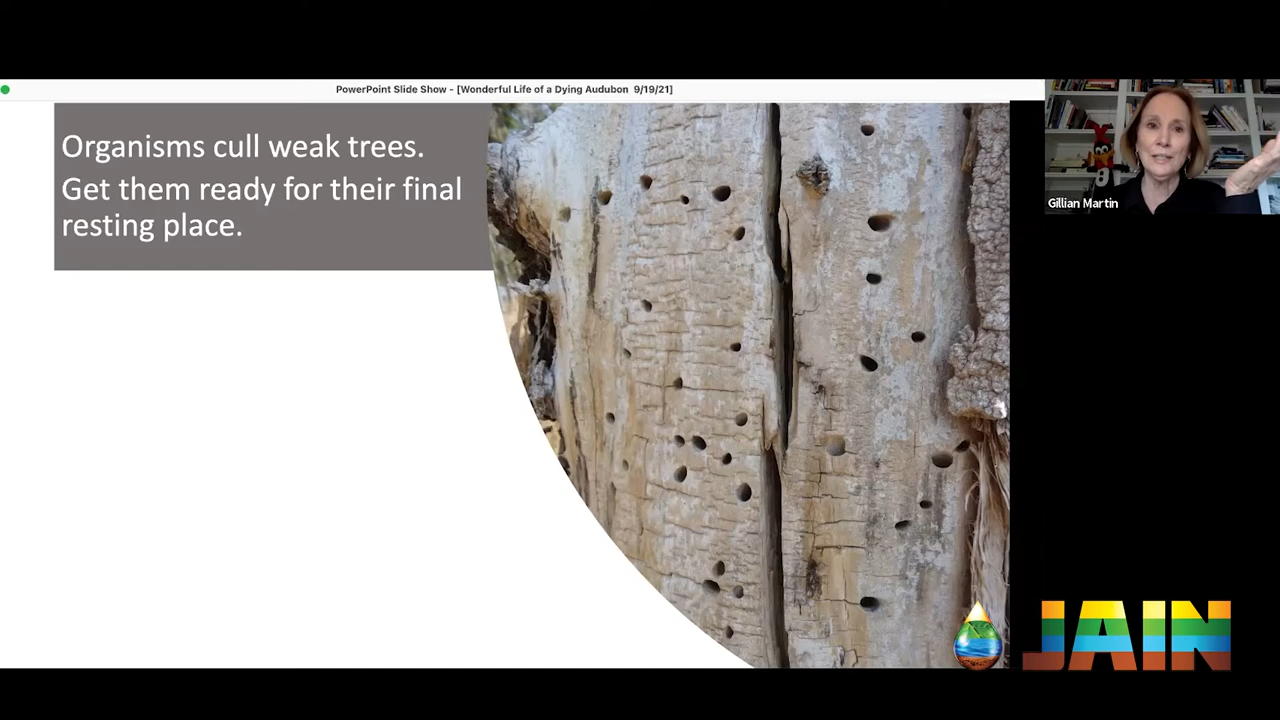 PowerPoint Slide Show - [Wonderful Life of a Dying Audubon 9/19/21]
Organisms cull weak trees.
Get them ready for their final
resting place.
Gillian Martin
JAIN